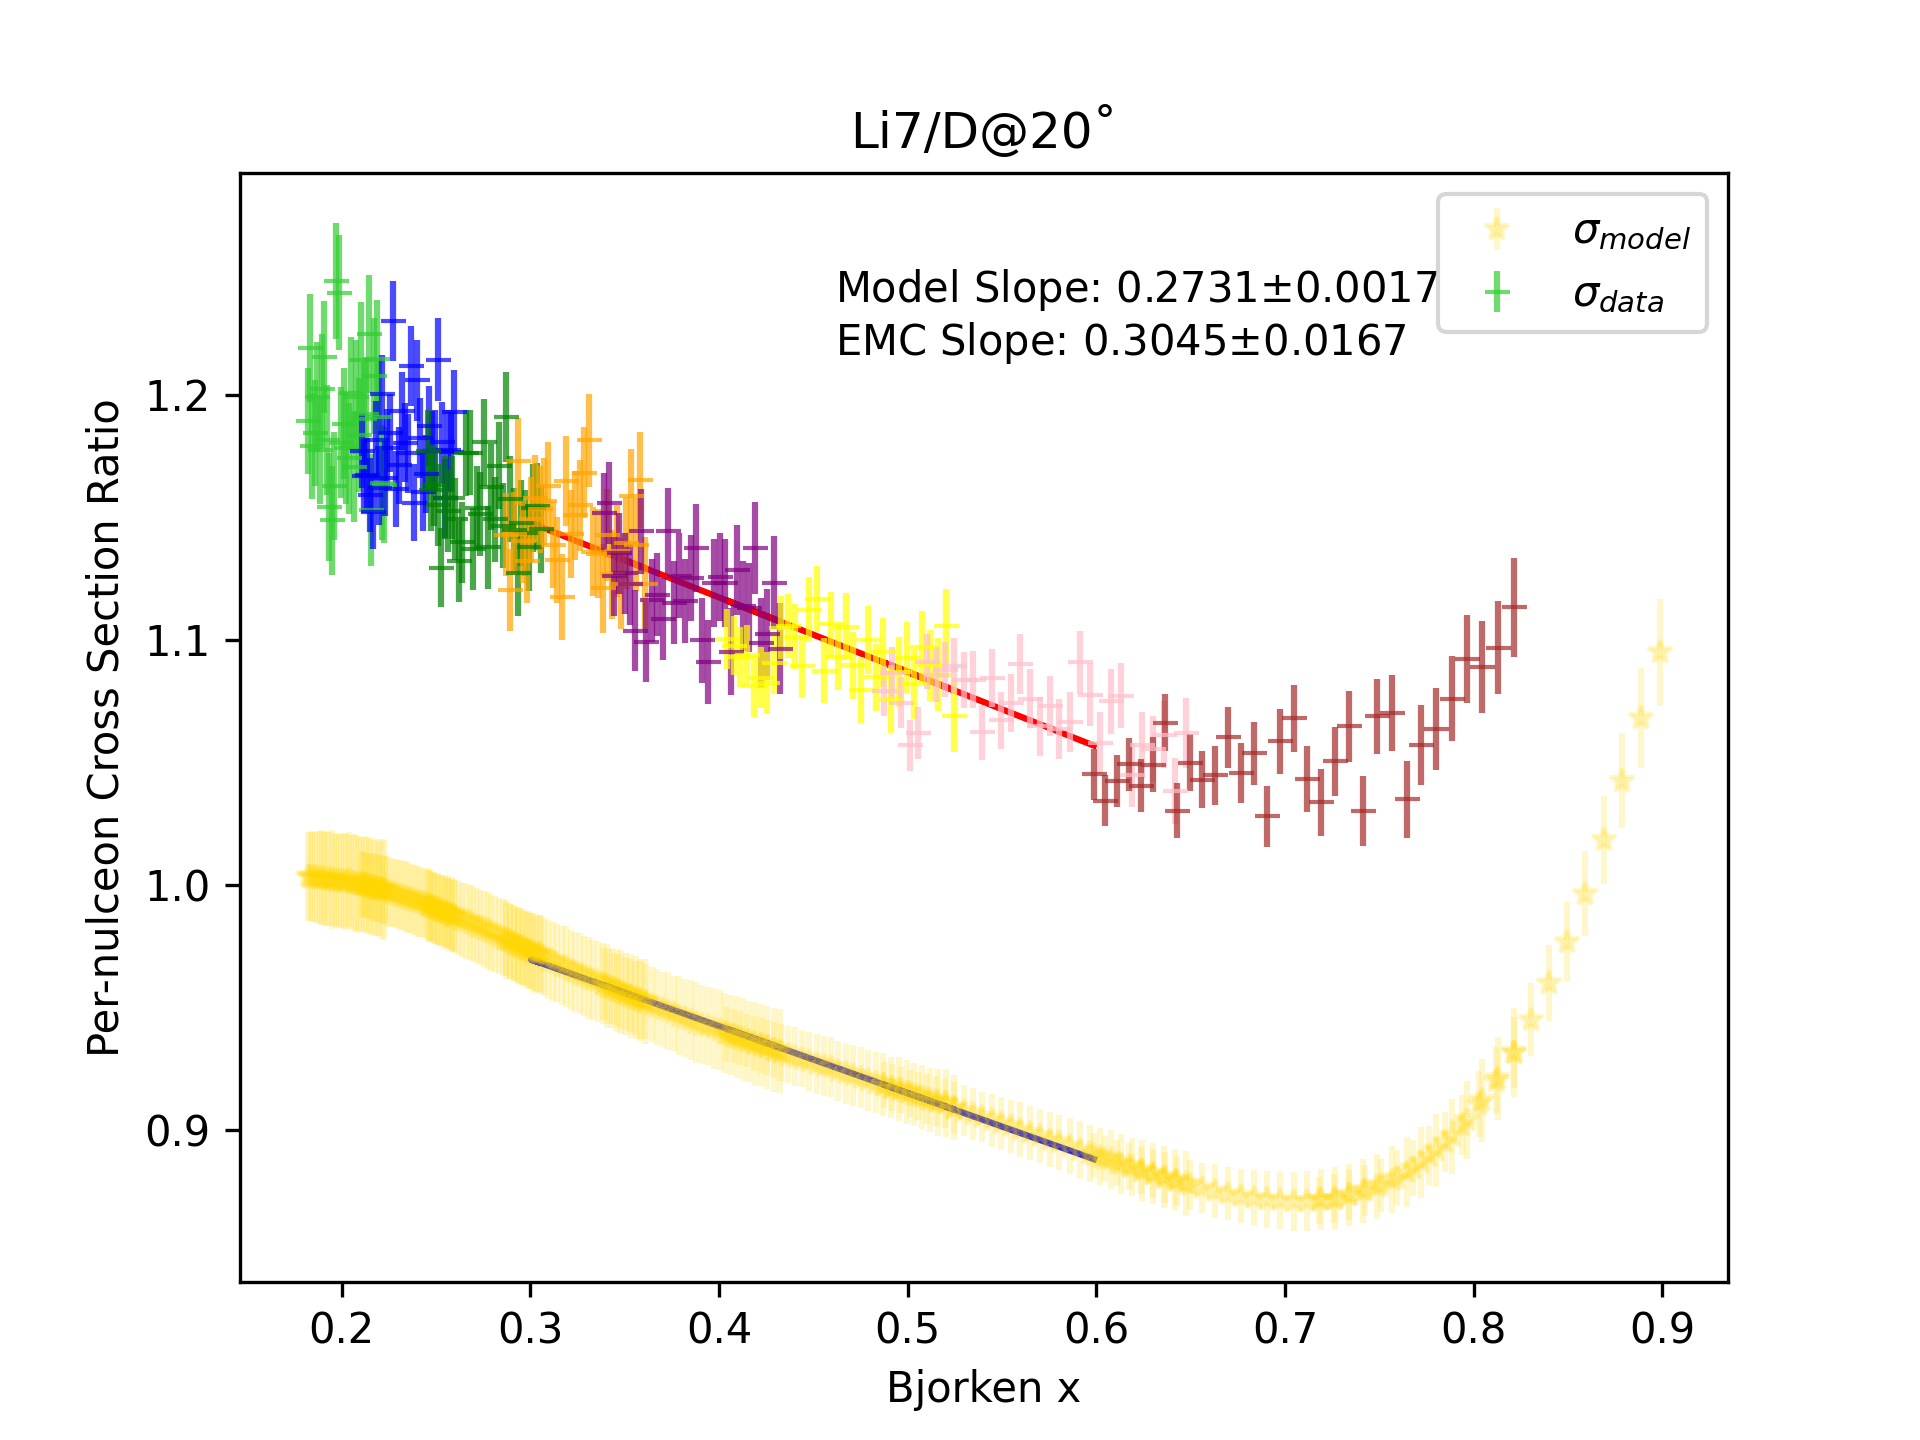 Li7/D@20˚
σmodel
σdata
Model Slope: 0.2731±0.0017
EMC Slope: 0.3045±0.0167
Per-nulceon Cross Section Ratio
1.2
1.1
1.0
0.9
0.2 0.3 0.4 0.5 0.6 0.7 0.8 0.9
Bjorken x